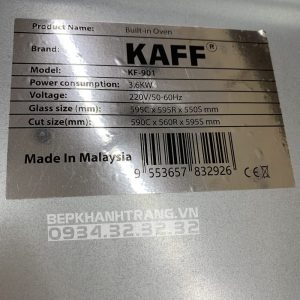 Product Name: Built-in Oven
Brand: KAFF®
Model: KF-901
Power consumption: 3.6KW
Voltage: 220V/50-60Hz
Glass size (mm): 595C x 595R x 550S mm
Cut size (mm): 590C x 560R x 595S mm
Made In Malaysia
9 553657 832926
CE
BEPKHANHTRANG.VN
0934.32.32.32